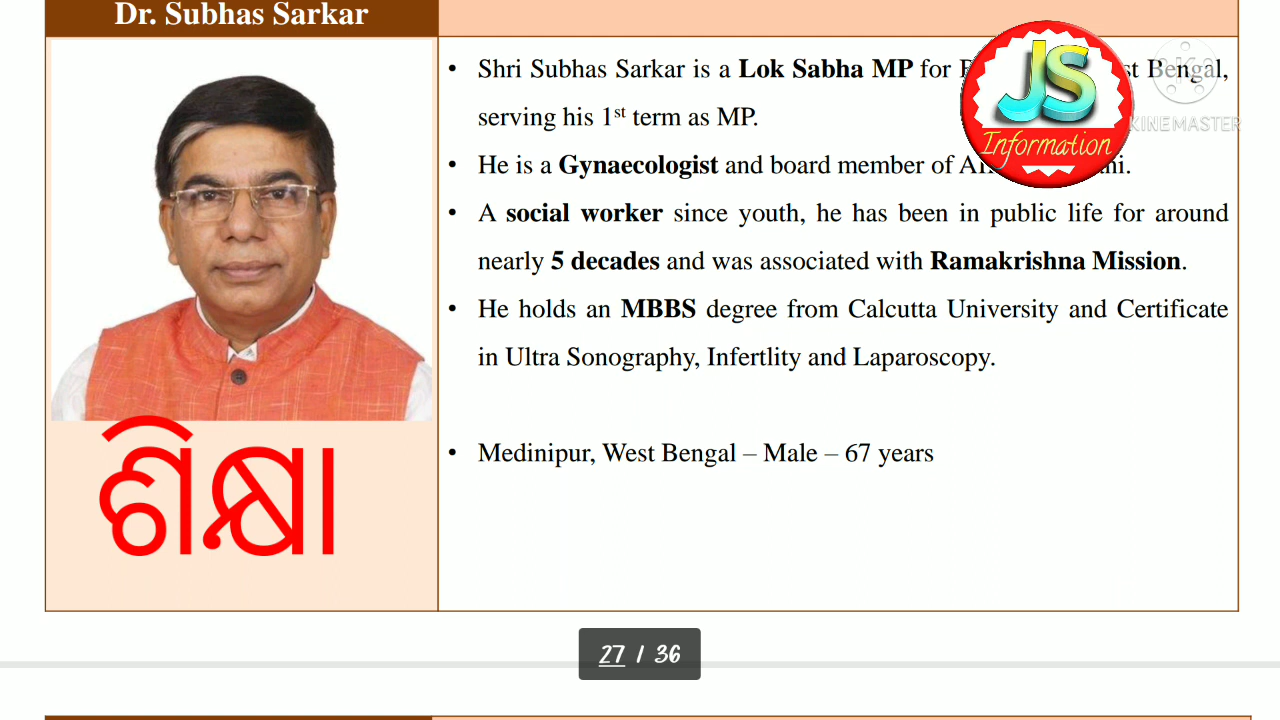 Dr. Subhas Sarkar
• Shri Subhas Sarkar is a Lok Sabha MP for Bengal,
serving his 1st term as MP.
• He is a Gynaecologist and board member of
• A social worker since youth, he has been in public life for around
nearly 5 decades and was associated with Ramakrishna Mission.
• He holds an MBBS degree from Calcutta University and Certificate
in Ultra Sonography, Infertlity and Laparoscopy.
• Medinipur, West Bengal – Male – 67 years
JS
Information
KINEMASTER
ଶିକ୍ଷା
27 / 36